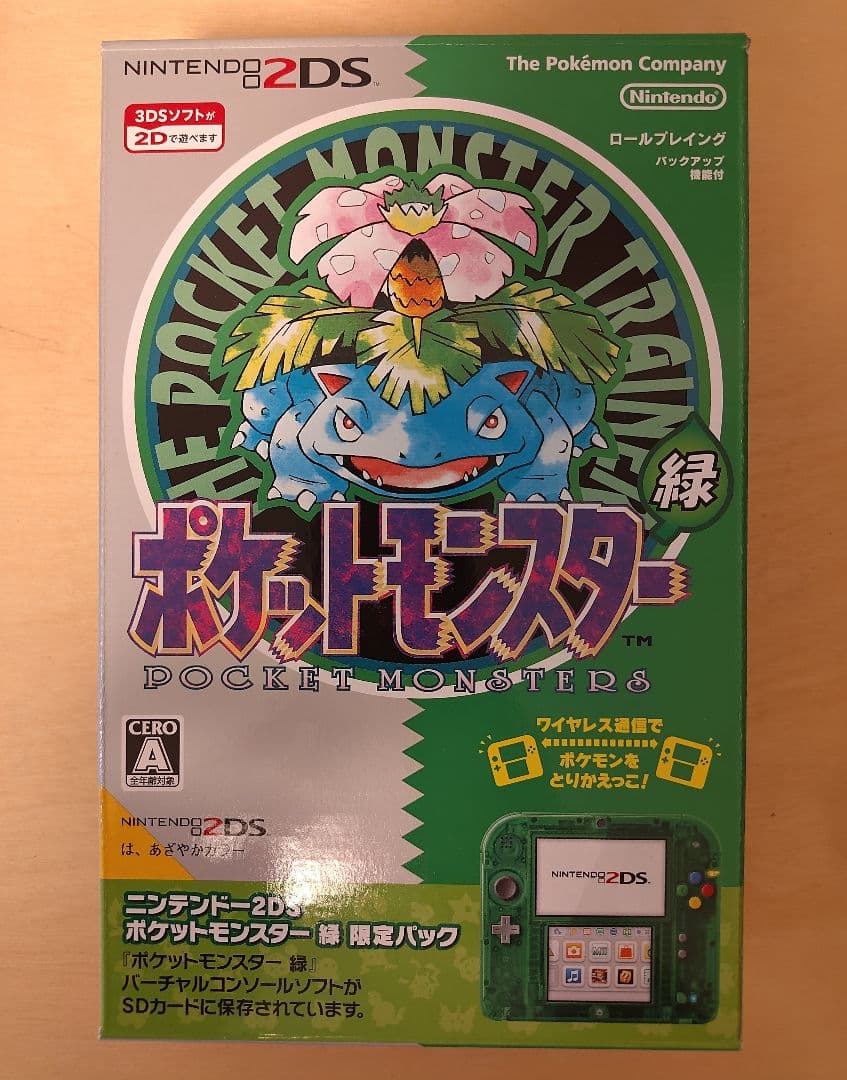 NINTENDO 2DS™
The Pokémon Company
Nintendo®
3DSソフトが
2Dで遊べます
ロールプレイング
バックアップ
機能付
THE POCKET MONSTER TRAINER
緑
ポケットモンスター™
POCKET MONSTERS
CERO
A
全年齢対象
ワイヤレス通信で
ポケモンを
とりかえっこ!
NINTENDO 2DS
は、あざやかカラー
NINTENDO 2DS
ニンテンドー2DS
ポケットモンスター 緑 限定パック
『ポケットモンスター 緑』
バーチャルコンソールソフトが
SDカードに保存されています。